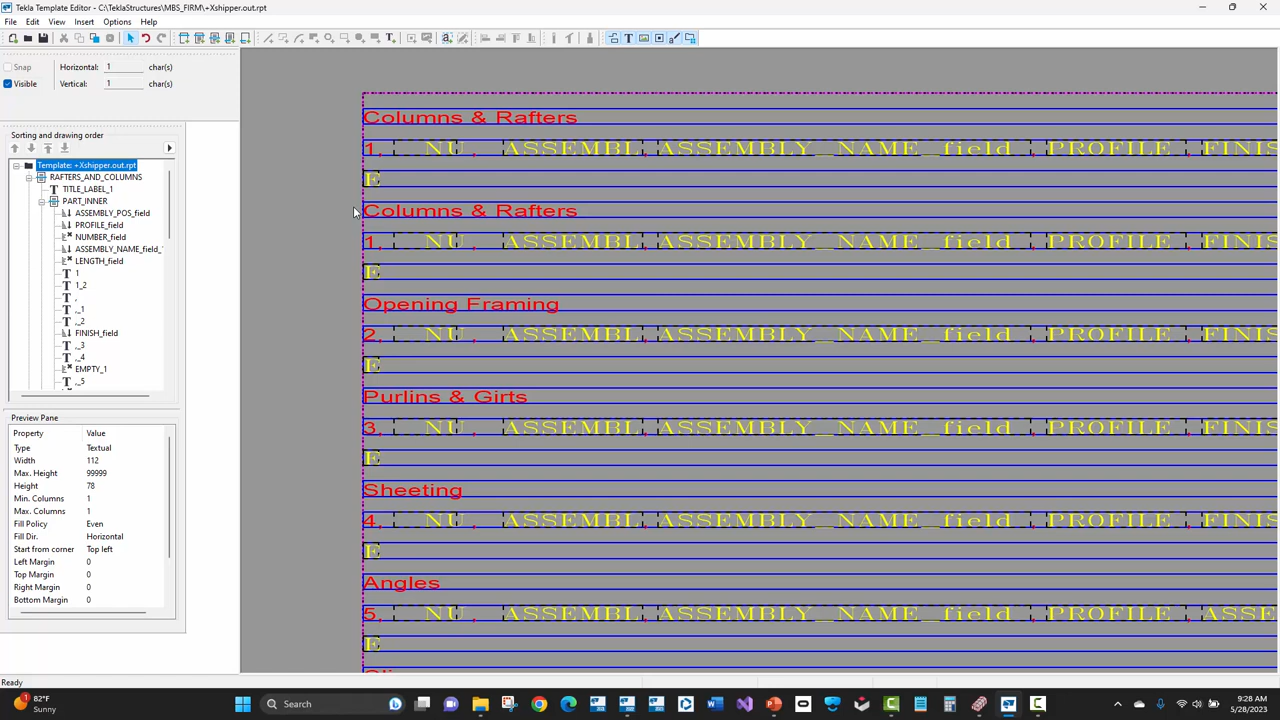 Tekla Template Editor - C:\TeklaStructures\MBS_FIRM\+Xshipper.out.rpt
File Edit View Insert Options Help
Snap Horizontal: 1 char(s)
Visible Vertical: 1 char(s)
Sorting and drawing order
Template: +Xshipper.out.rpt
RAFTERS_AND_COLUMNS
TITLE_LABEL_1
PART_INNER
ASSEMBLY_POS_field
PROFILE_field
NUMBER_field
ASSEMBLY_NAME_field_
LENGTH_field
1
1_2
,
,_1
,_2
FINISH_field
,_3
,_4
EMPTY_1
,_5
Preview Pane
Property Value
Type Textual
Width 112
Max. Height 99999
Height 78
Min. Columns 1
Max. Columns 1
Fill Policy Even
Fill Dir. Horizontal
Start from corner Top left
Left Margin 0
Top Margin 0
Right Margin 0
Bottom Margin 0
Columns & Rafters
1, NU , ASSEMBL, ASSEMBLY_NAME_field , PROFILE , FINIS
E
Columns & Rafters
1, NU , ASSEMBL, ASSEMBLY_NAME_field , PROFILE , FINIS
E
Opening Framing
2, NU , ASSEMBL, ASSEMBLY_NAME_field , PROFILE , FINIS
E
Purlins & Girts
3, NU , ASSEMBL, ASSEMBLY_NAME_field , PROFILE , FINIS
E
Sheeting
4, NU , ASSEMBL, ASSEMBLY_NAME_field , PROFILE , FINIS
E
Angles
5, NU , ASSEMBL, ASSEMBLY_NAME_field , PROFILE , ASSE
E
Ready
82°F
Sunny
Search
9:28 AM
5/28/2023